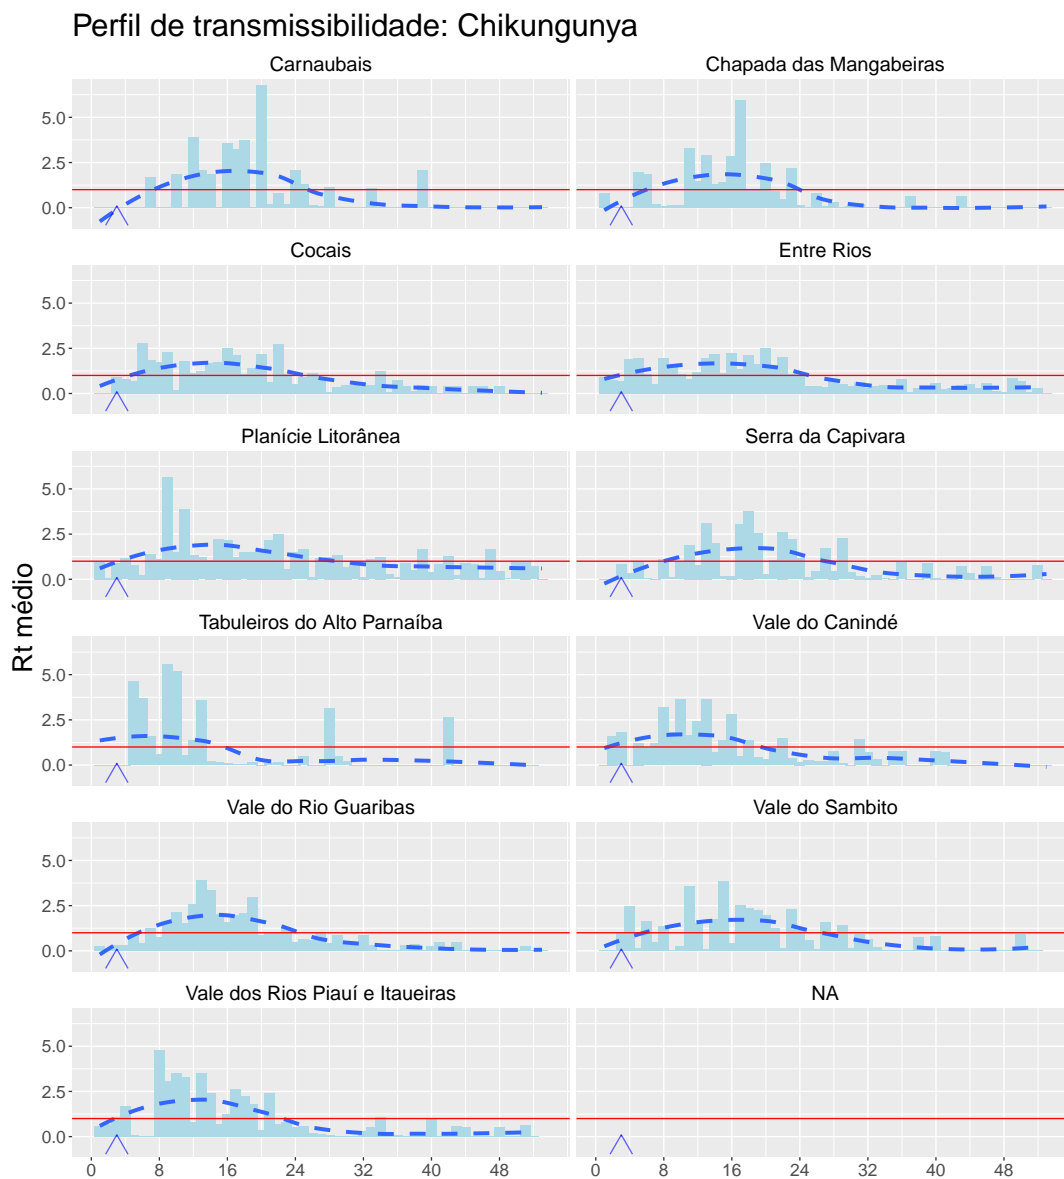 Perfil de transmissibilidade: Chikungunya
Carnaubais
Chapada das Mangabeiras
5.0
2.5
0.0
Cocais
Entre Rios
5.0
2.5
0.0
Planície Litorânea
Serra da Capivara
5.0
2.5
0.0
Rt médio
Tabuleiros do Alto Parnaíba
Vale do Canindé
5.0
2.5
0.0
Vale do Rio Guaribas
Vale do Sambito
5.0
2.5
0.0
Vale dos Rios Piauí e Itaueiras
NA
5.0
2.5
0.0
0 8 16 24 32 40 48
0 8 16 24 32 40 48